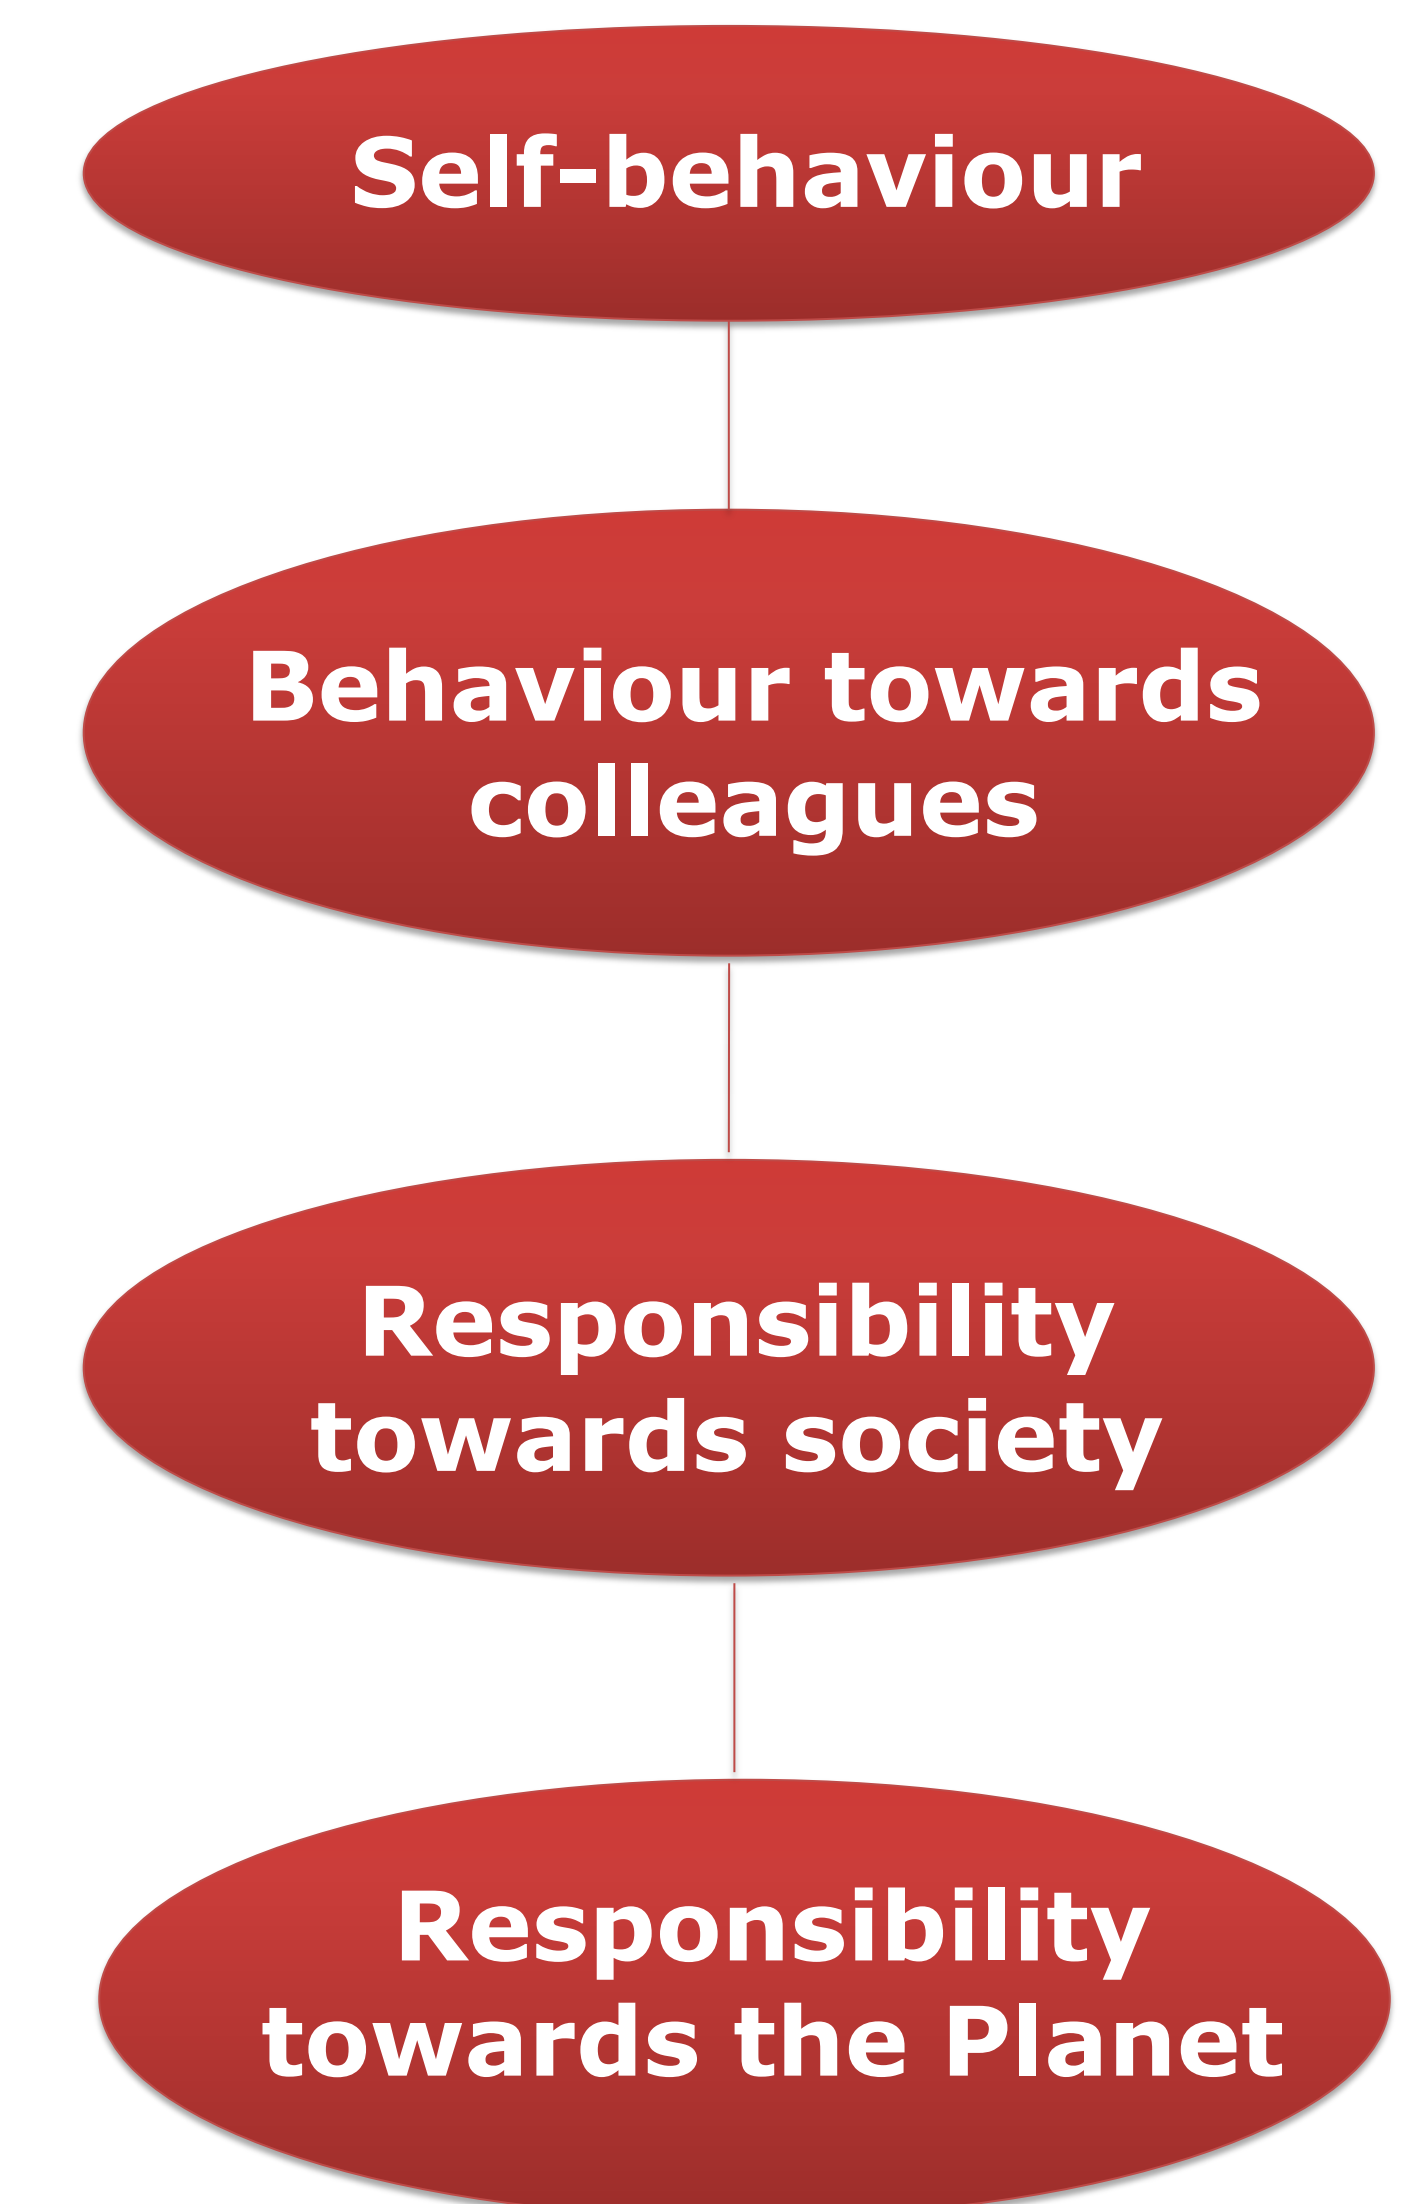 Self-behaviour
Behaviour towards
colleagues
Responsibility
towards society
Responsibility
towards the Planet